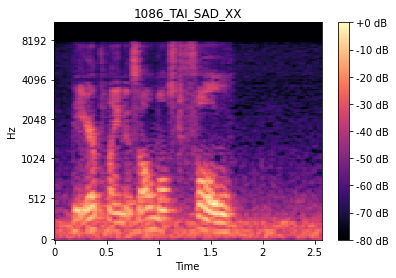 1086_TAI_SAD_XX
+0 dB
8192
-10 dB
4096
-20 dB
-30 dB
2048
Hz
-40 dB
1024
-50 dB
512
-60 dB
-70 dB
0
-80 dB
0 0.5 1 1.5 2 2.5
Time